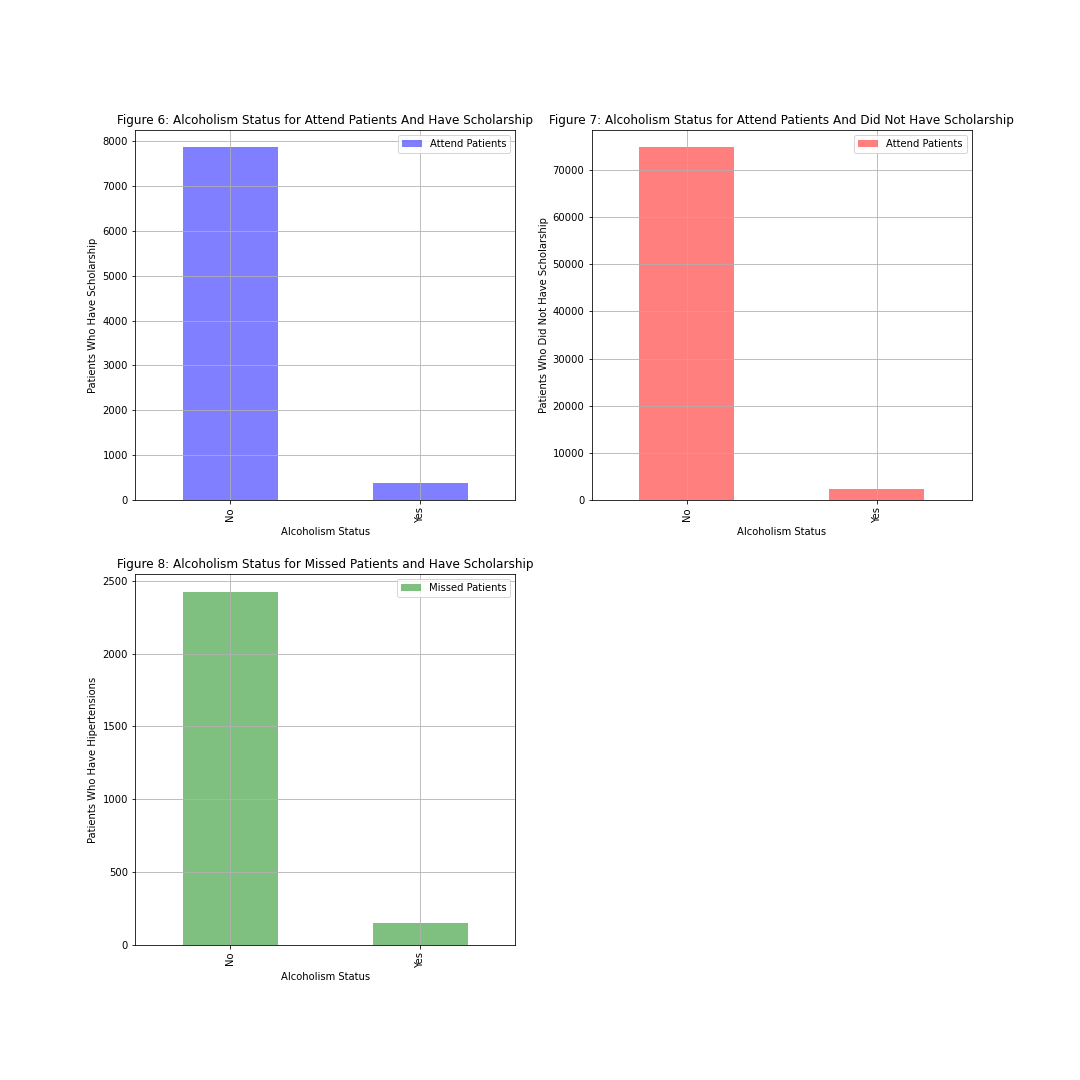 Figure 6: Alcoholism Status for Attend Patients And Have Scholarship
Attend Patients
Patients Who Have Scholarship
8000
7000
6000
5000
4000
3000
2000
1000
0
No
Yes
Alcoholism Status
Figure 7: Alcoholism Status for Attend Patients And Did Not Have Scholarship
Attend Patients
Patients Who Did Not Have Scholarship
70000
60000
50000
40000
30000
20000
10000
0
No
Yes
Alcoholism Status
Figure 8: Alcoholism Status for Missed Patients and Have Scholarship
Missed Patients
Patients Who Have Hipertensions
2500
2000
1500
1000
500
0
No
Yes
Alcoholism Status